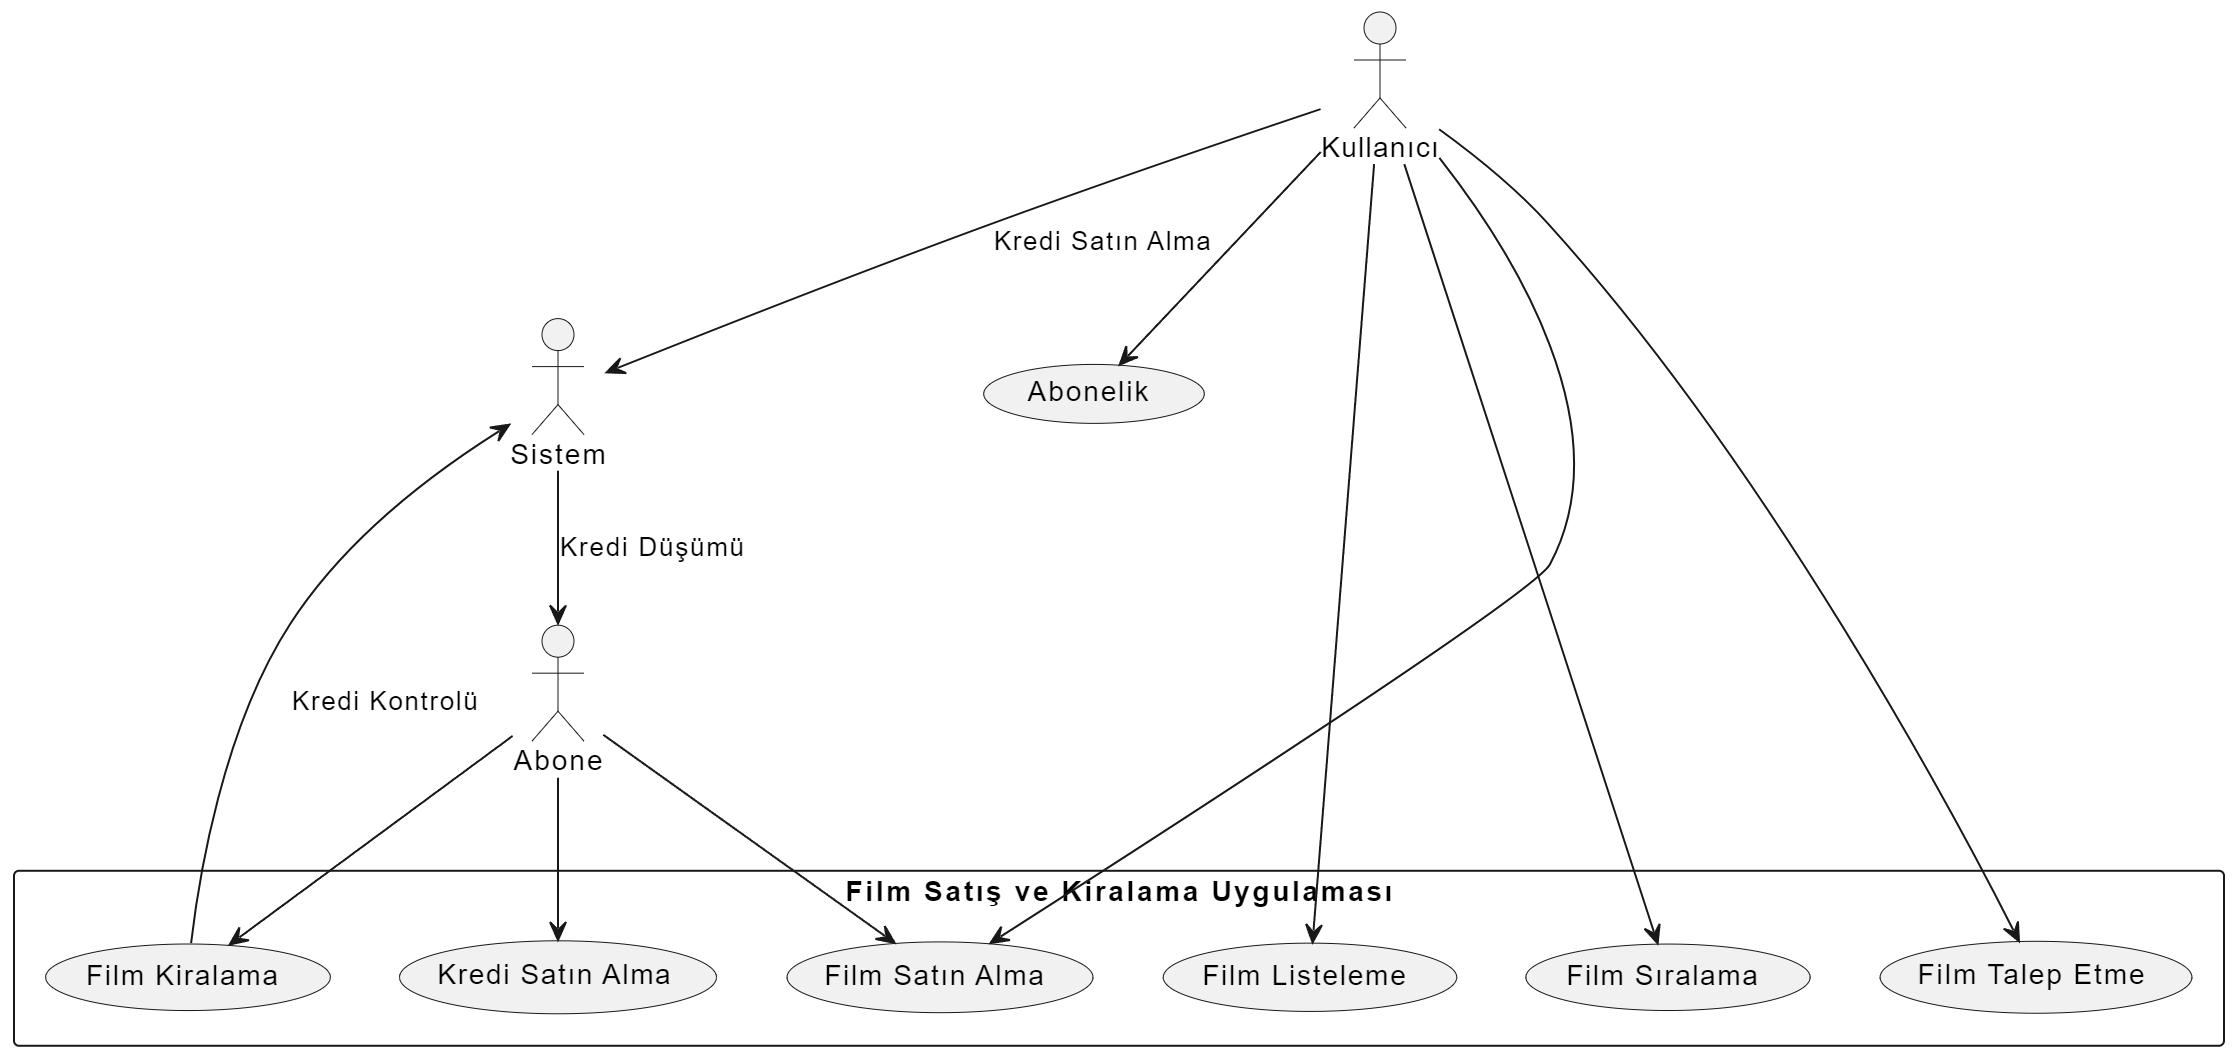 Kullanıcı
Kredi Satın Alma
Abonelik
Sistem
Kredi Düşümü
Kredi Kontrolü
Abone
Film Satış ve Kiralama Uygulaması
Film Kiralama
Kredi Satın Alma
Film Satın Alma
Film Listeleme
Film Sıralama
Film Talep Etme